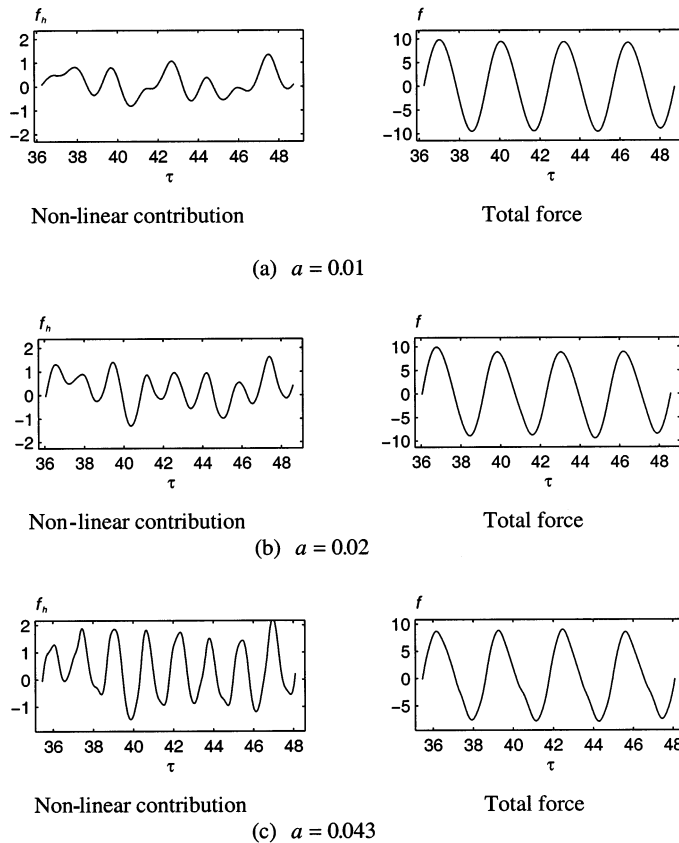 f_h f
2 10
1 5
0 0
−1 −5
−2 −10
36 38 40 42 44 46 48 36 38 40 42 44 46 48
τ τ
Non-linear contribution Total force
(a) a = 0.01
f_h f
2 10
1 5
0 0
−1 −5
−2 −10
36 38 40 42 44 46 48 36 38 40 42 44 46 48
τ τ
Non-linear contribution Total force
(b) a = 0.02
f_h f
2 10
1 5
0 0
−1 −5
36 38 40 42 44 46 48 36 38 40 42 44 46 48
τ τ
Non-linear contribution Total force
(c) a = 0.043